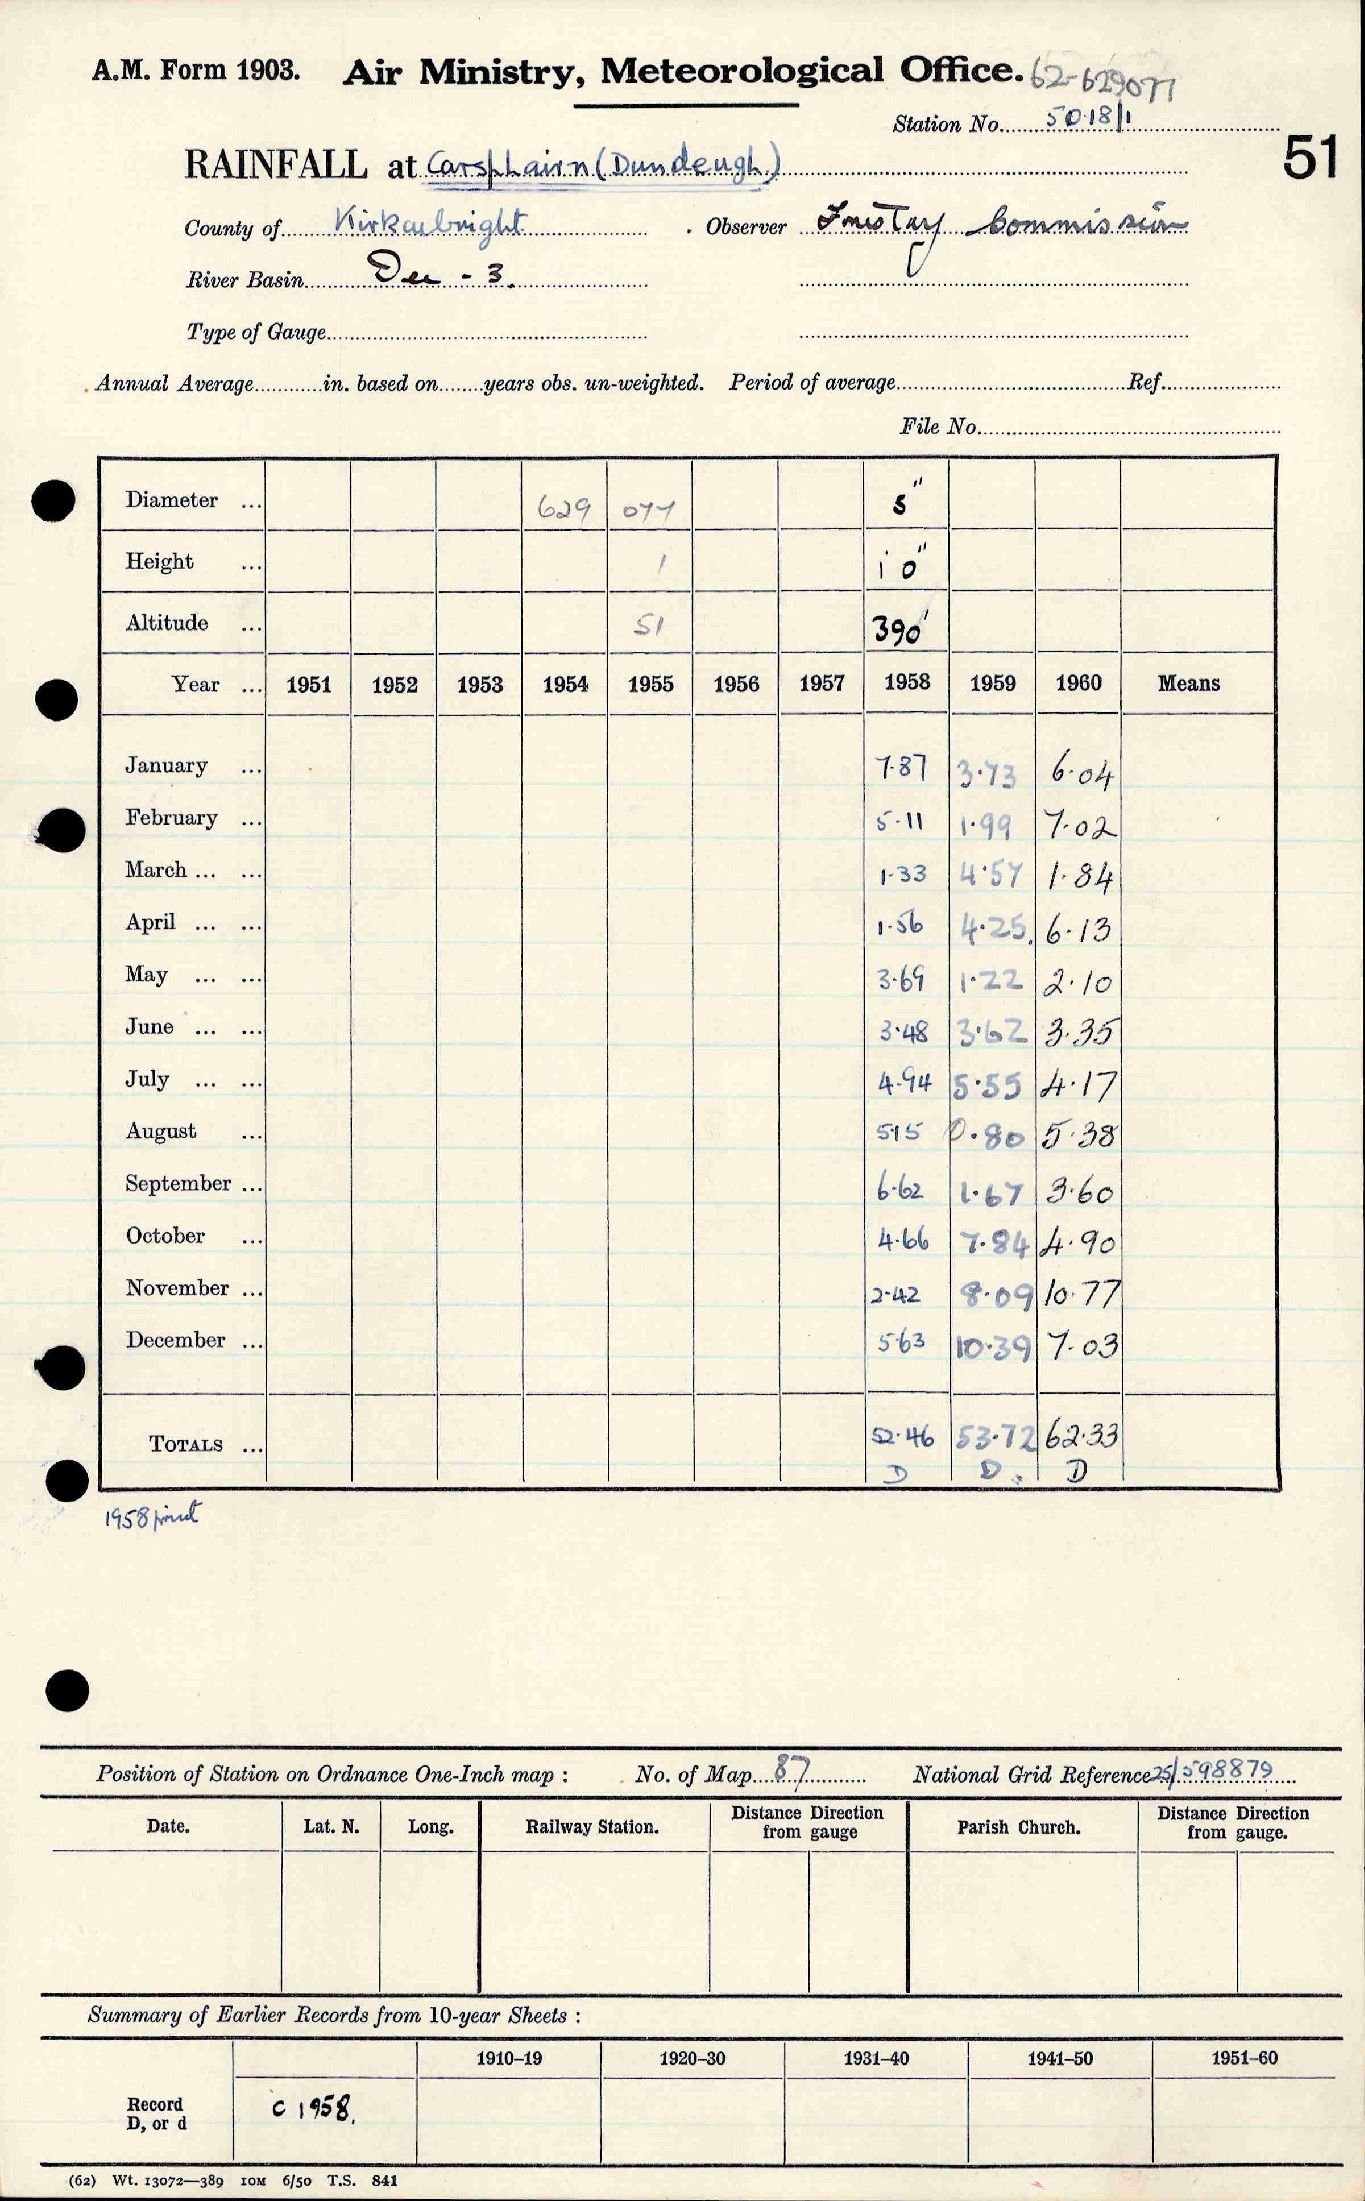 A.M. Form 1903. Air Ministry, Meteorological Office. 62-629077
Station No. 5018/1
51
RAINFALL at Carsphairn (Dundeugh)
County of Kirkcudbright . Observer Forestry Commission
River Basin Dee - 3.
Type of Gauge
Annual Average in. based on years obs. un-weighted. Period of average Ref.
File No.
Diameter ... 629 077 5"
Height ... 1 1' 0"
Altitude ... 51 390'
Year ... 1951 1952 1953 1954 1955 1956 1957 1958 1959 1960 Means
January ... 7.87 3.73 6.04
February ... 5.11 1.99 7.02
March ... ... 1.33 4.57 1.84
April ... ... 1.56 4.25. 6.13
May ... ... 3.69 1.22 2.10
June ... ... 3.48 3.62 3.35
July ... ... 4.94 5.55 4.17
August ... 5.15 0.80 5.38
September ... 6.62 1.67 3.60
October ... 4.66 7.84 4.90
November ... 2.42 8.09 10.77
December ... 5.63 10.39 7.03
TOTALS ... 52.46 53.72 62.33
D D. D
1958 print
Position of Station on Ordnance One-Inch map : No. of Map 87 National Grid Reference 25/598879
Date. Lat. N. Long. Railway Station. Distance Direction from gauge Parish Church. Distance Direction from gauge.
Summary of Earlier Records from 10-year Sheets :
1910–19 1920–30 1931–40 1941–50 1951–60
Record
D, or d
C 1958.
(62) Wt. 13072—389 10M 6/50 T.S. 841